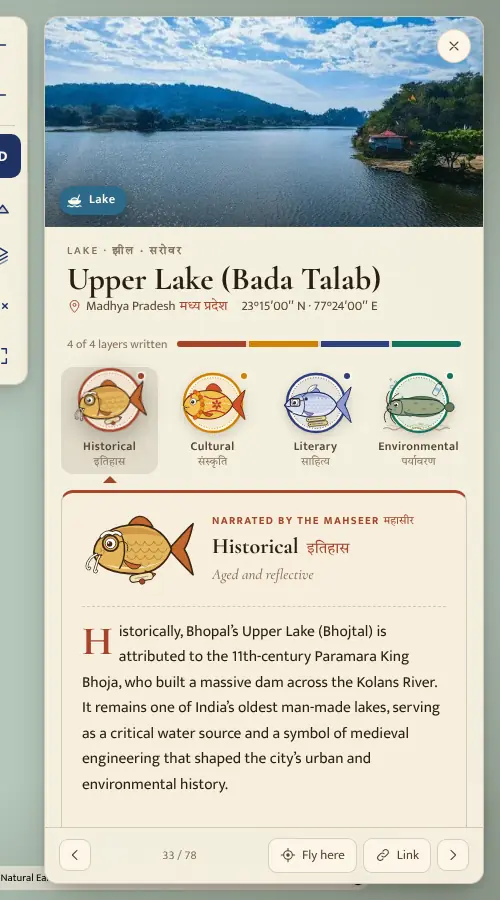 D
Lake
LAKE · झील · सरोवर
Upper Lake (Bada Talab)
Madhya Pradesh मध्य प्रदेश 23°15′00″ N · 77°24′00″ E
4 of 4 layers written
Historical
इतिहास
Cultural
संस्कृति
Literary
साहित्य
Environmental
पर्यावरण
NARRATED BY THE MAHSEER महासीर
Historical इतिहास
Aged and reflective
Historically, Bhopal’s Upper Lake (Bhojtal) is
attributed to the 11th-century Paramara King
Bhoja, who built a massive dam across the Kolans River.
It remains one of India’s oldest man-made lakes, serving
as a critical water source and a symbol of medieval
engineering that shaped the city’s urban and
environmental history.
33 / 78
Fly here
Link
Natural Ea